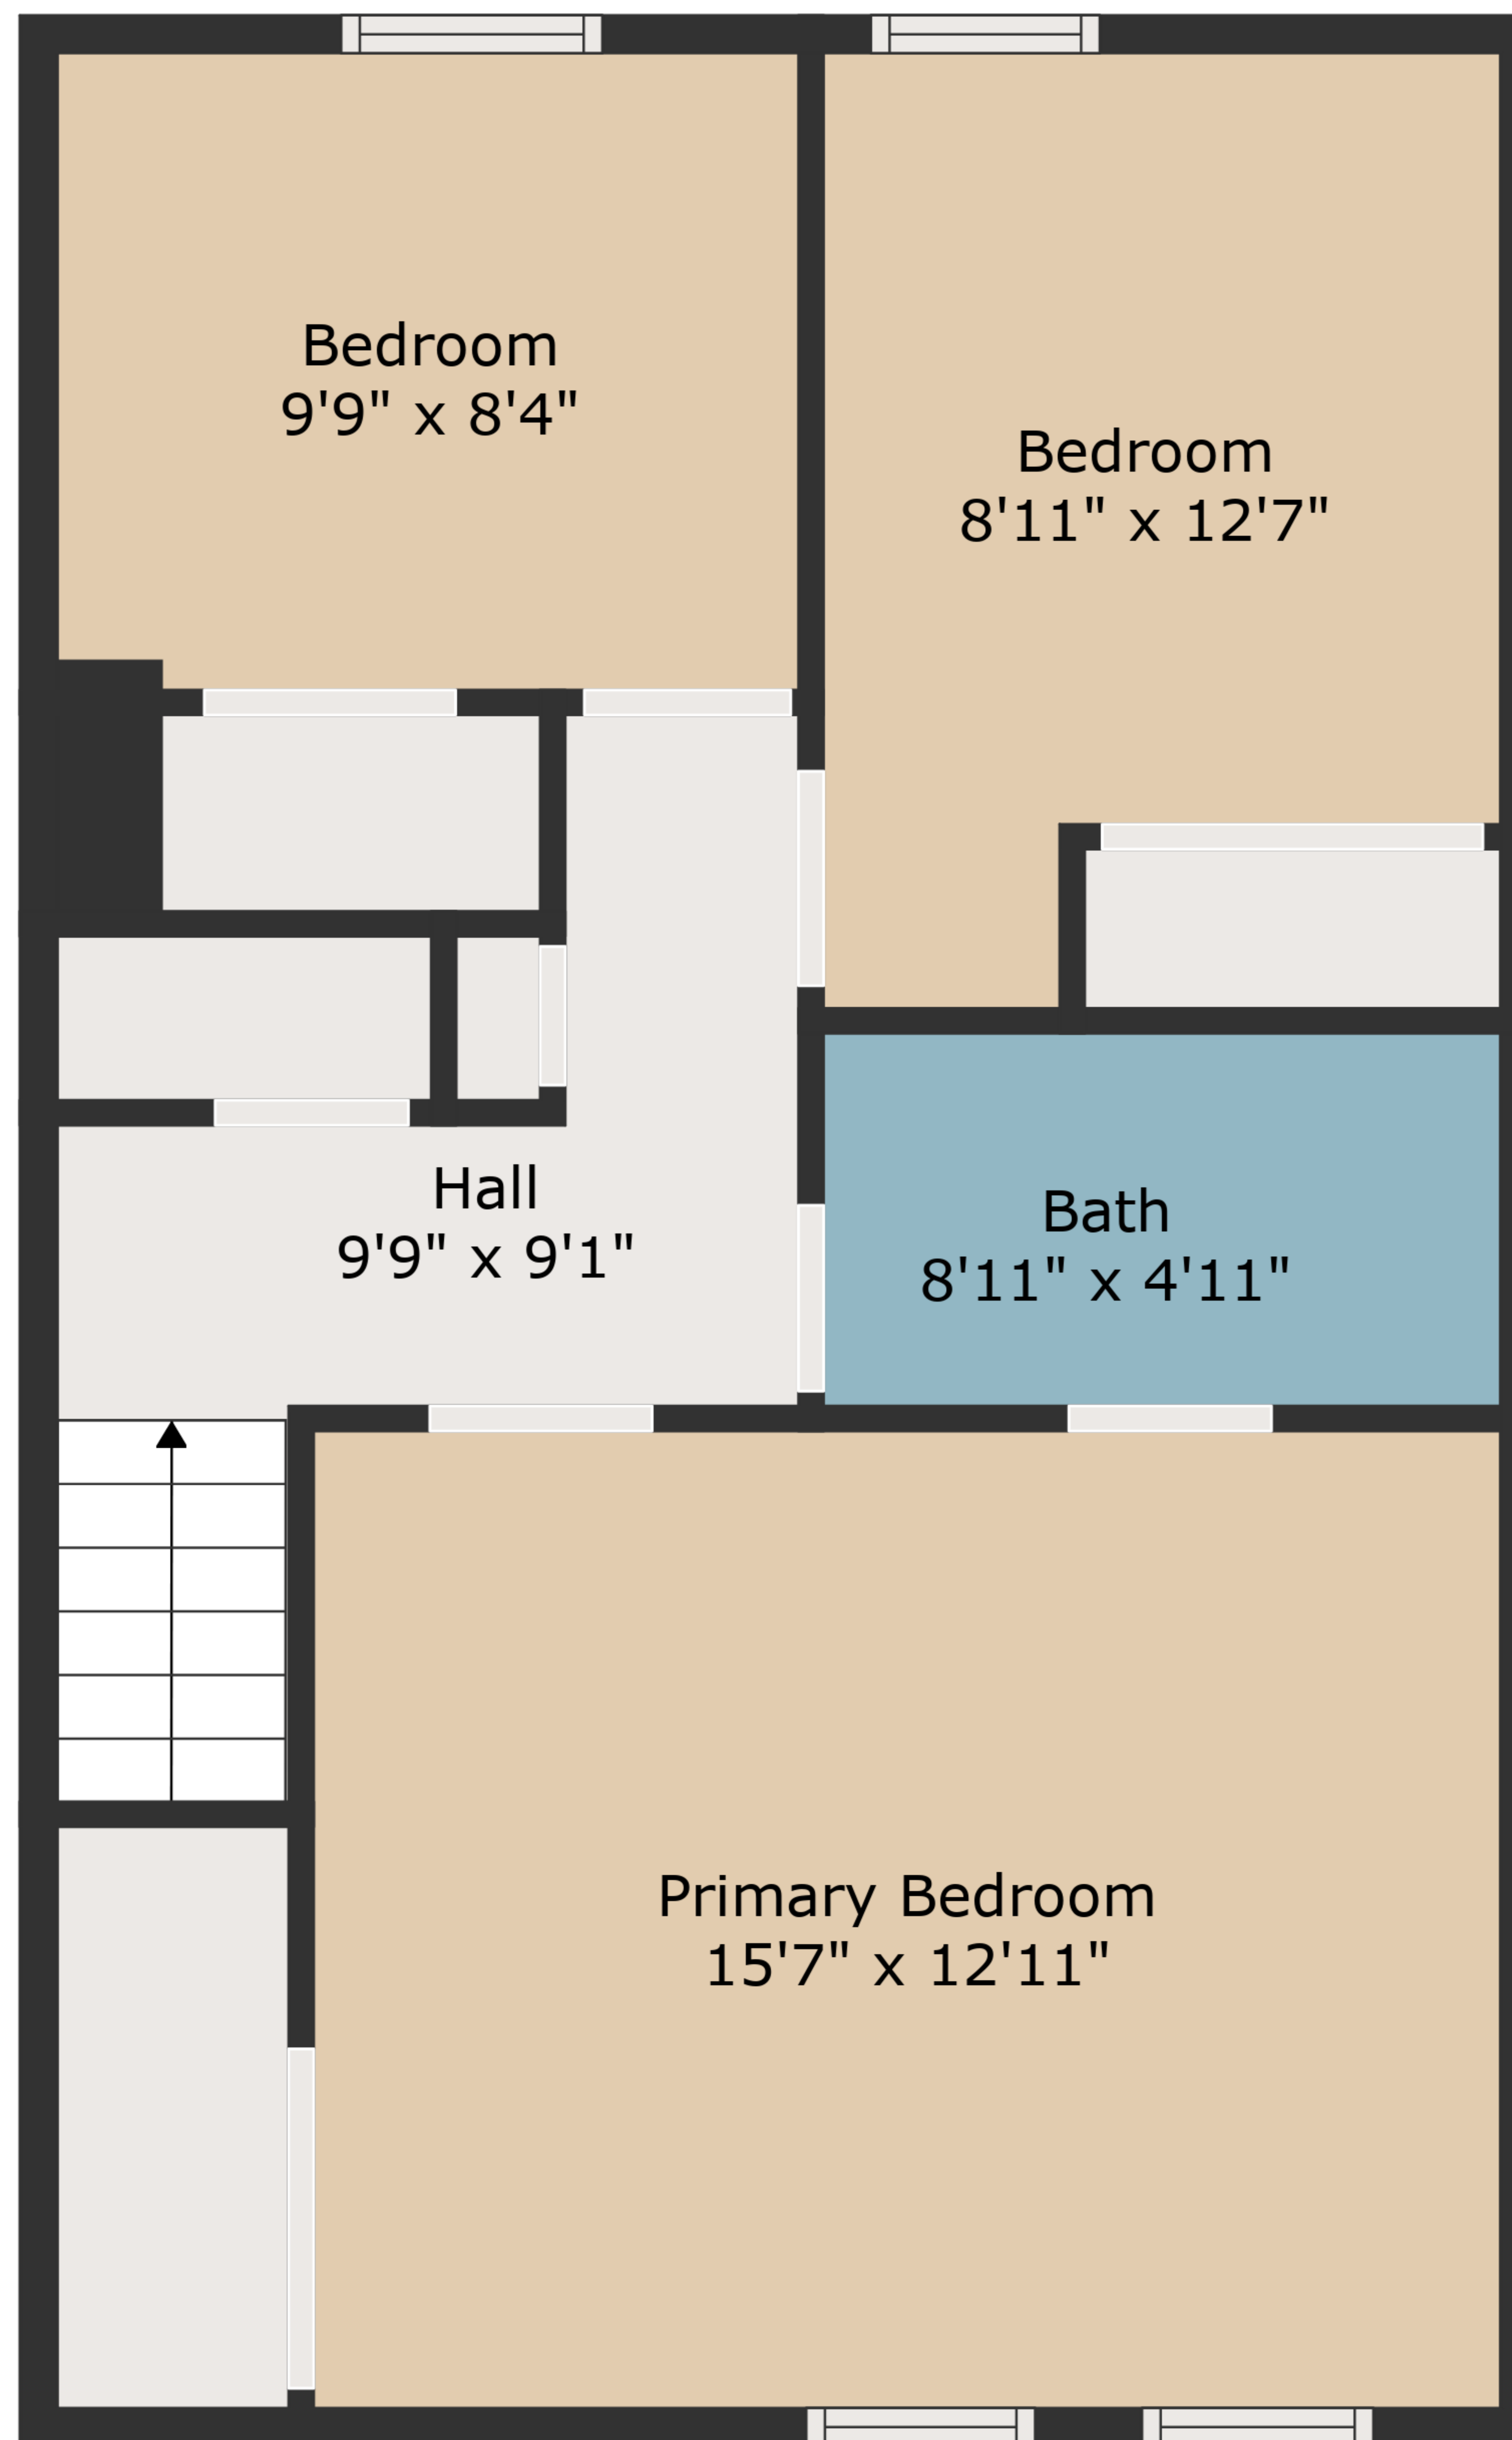 Bedroom
9'9" x 8'4"
Bedroom
8'11" x 12'7"
Hall
9'9" x 9'1"
Bath
8'11" x 4'11"
Primary Bedroom
15'7" x 12'11"